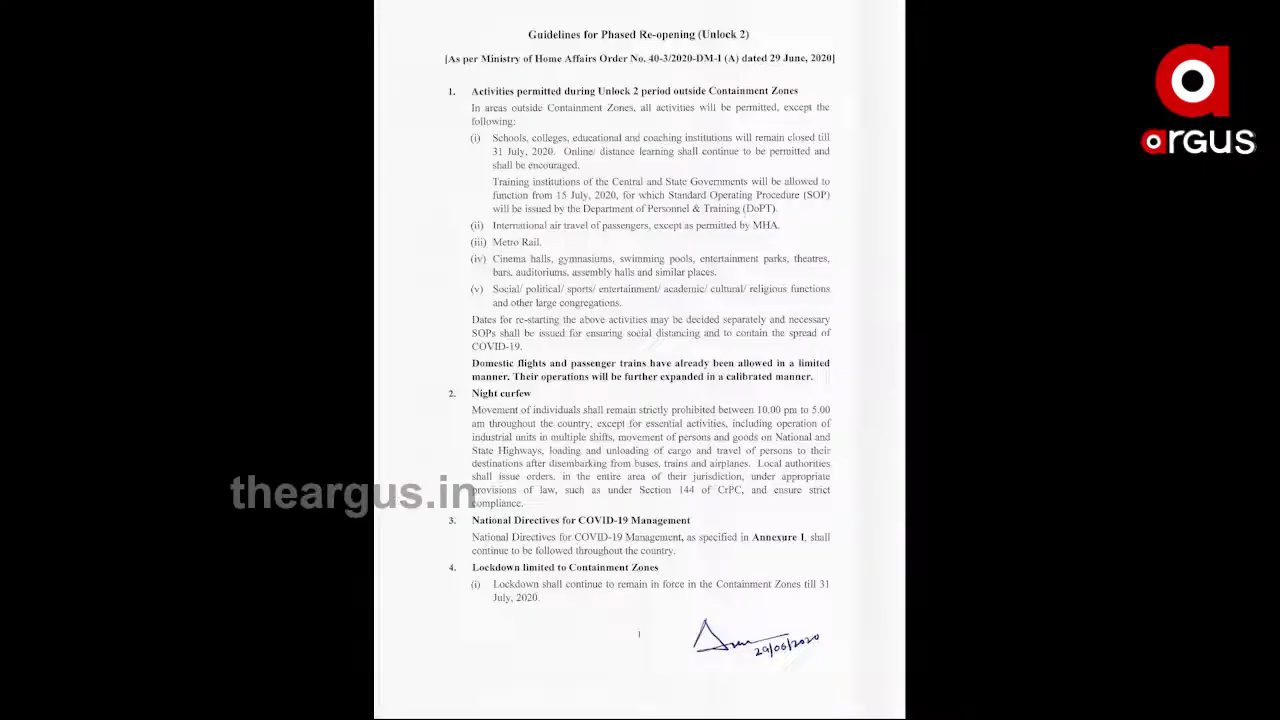 Guidelines for Phased Re-opening (Unlock 2)
[As per Ministry of Home Affairs Order No. 40-3/2020-DM-I (A) dated 29 June, 2020]
1. Activities permitted during Unlock 2 period outside Containment Zones
In areas outside Containment Zones, all activities will be permitted, except the
following:
(i) Schools, colleges, educational and coaching institutions will remain closed till
31 July, 2020. Online/ distance learning shall continue to be permitted and
shall be encouraged.
Training institutions of the Central and State Governments will be allowed to
function from 15 July, 2020, for which Standard Operating Procedure (SOP)
will be issued by the Department of Personnel & Training (DoPT).
(ii) International air travel of passengers, except as permitted by MHA.
(iii) Metro Rail.
(iv) Cinema halls, gymnasiums, swimming pools, entertainment parks, theatres,
bars, auditoriums, assembly halls and similar places.
(v) Social/ political/ sports/ entertainment/ academic/ cultural/ religious functions
and other large congregations.
Dates for re-starting the above activities may be decided separately and necessary
SOPs shall be issued for ensuring social distancing and to contain the spread of
COVID-19.
Domestic flights and passenger trains have already been allowed in a limited
manner. Their operations will be further expanded in a calibrated manner.
2. Night curfew
Movement of individuals shall remain strictly prohibited between 10.00 pm to 5.00
am throughout the country, except for essential activities, including operation of
industrial units in multiple shifts, movement of persons and goods on National and
State Highways, loading and unloading of cargo and travel of persons to their
destinations after disembarking from buses, trains and airplanes. Local authorities
shall issue orders, in the entire area of their jurisdiction, under appropriate
provisions of law, such as under Section 144 of CrPC, and ensure strict
compliance.
3. National Directives for COVID-19 Management
National Directives for COVID-19 Management, as specified in Annexure I, shall
continue to be followed throughout the country.
4. Lockdown limited to Containment Zones
(i) Lockdown shall continue to remain in force in the Containment Zones till 31
July, 2020.
1
29/06/2020
theargus.in
a
argus